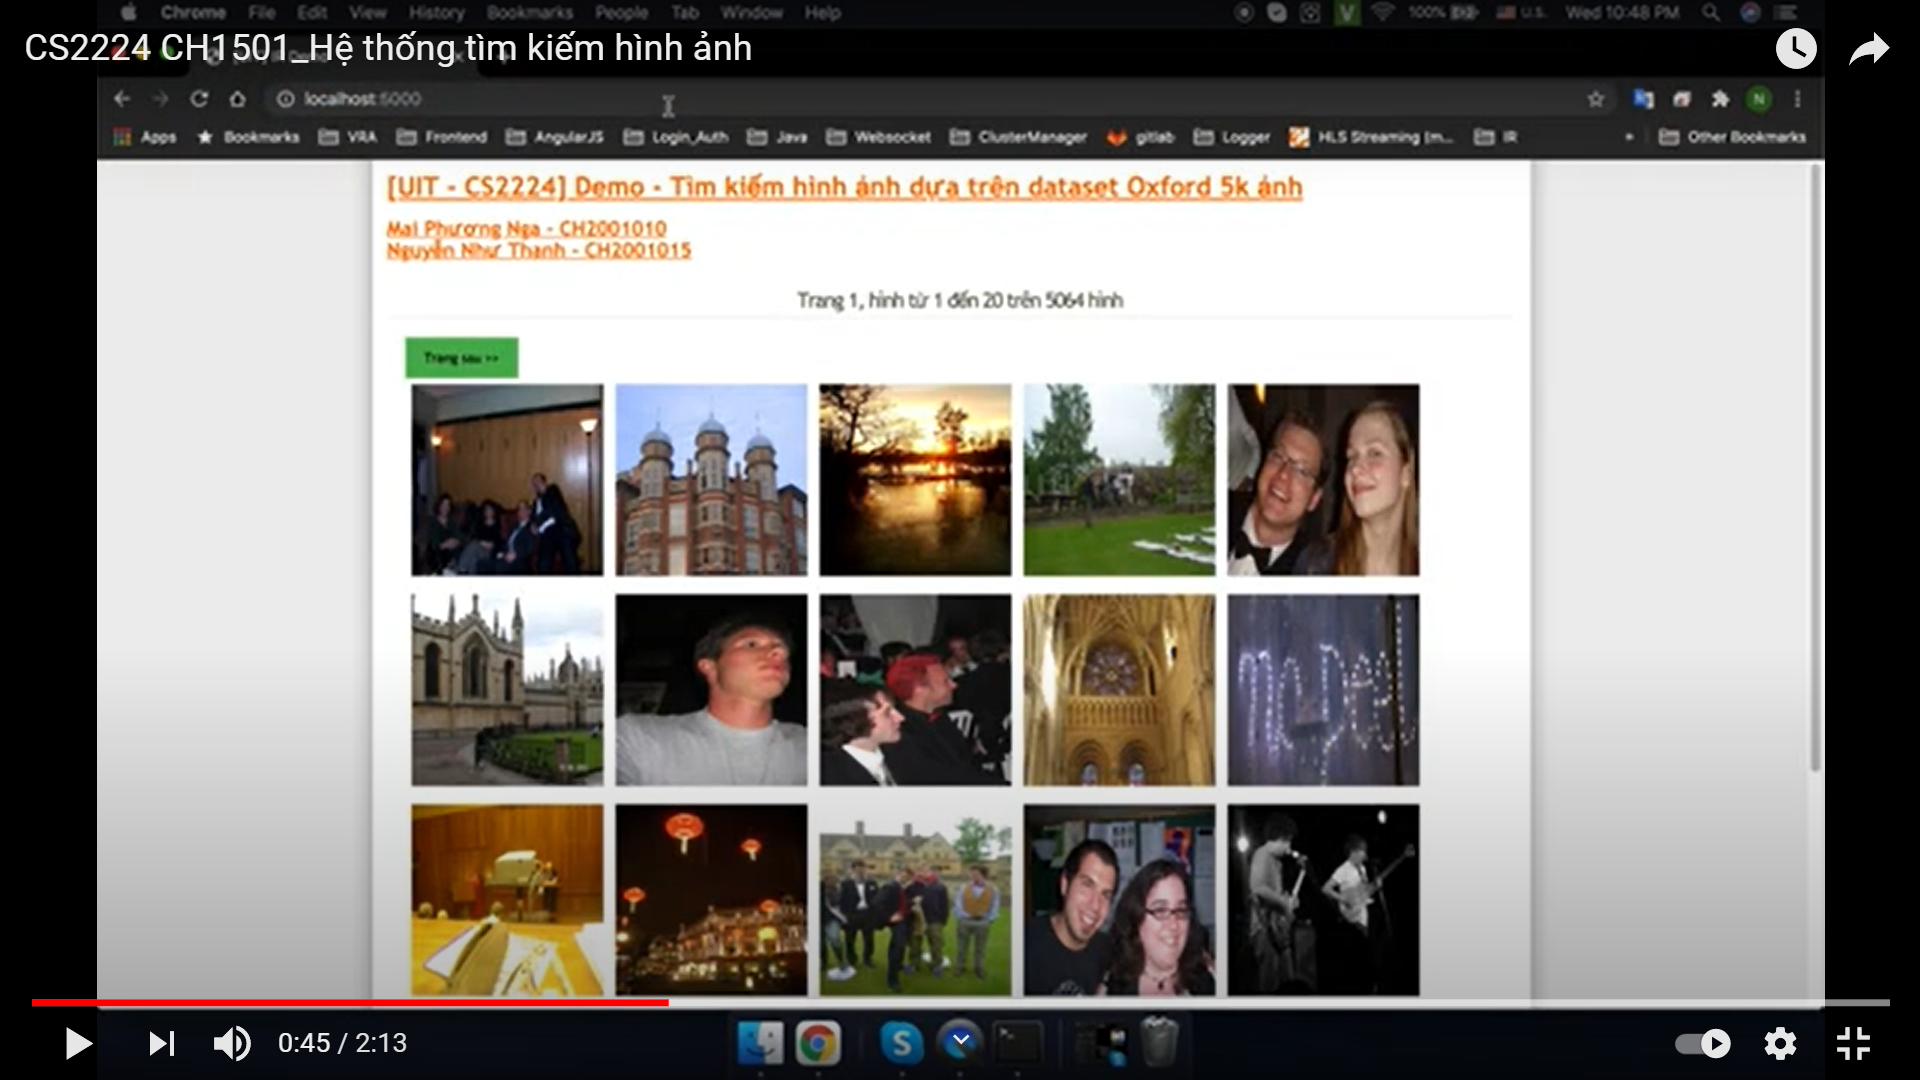 Chrome File Edit View History Bookmarks People Tab Window Help 100% U.S. Wed 10:48 PM
CS2224 CH1501_Hệ thống tìm kiếm hình ảnh
localhost:5000 N
Apps Bookmarks VRA Frontend AngularJS Login_Auth Java Websocket ClusterManager gitlab Logger HLS Streaming [m... IR » Other Bookmarks
[UIT - CS2224] Demo - Tìm kiếm hình ảnh dựa trên dataset Oxford 5k ảnh
Mai Phương Nga - CH2001010
Nguyễn Như Thanh - CH2001015
Trang 1, hình từ 1 đến 20 trên 5064 hình
Trang sau >>
0:45 / 2:13